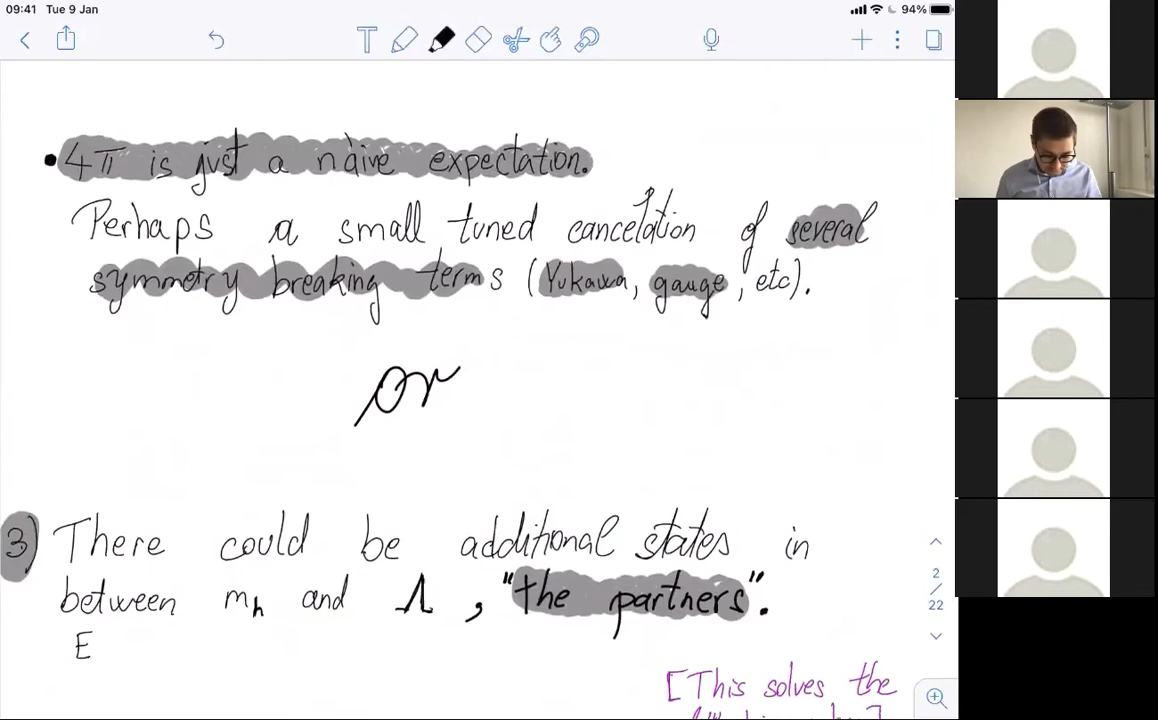 09:41 Tue 9 Jan
94%
• 4π is just a naive expectation.
Perhaps a small tuned cancelation of several
symmetry breaking terms (Yukawa, gauge, etc).
or
3) There could be additional states in
between mₕ and Λ, "the partners".
E
2
/
22
[This solves the